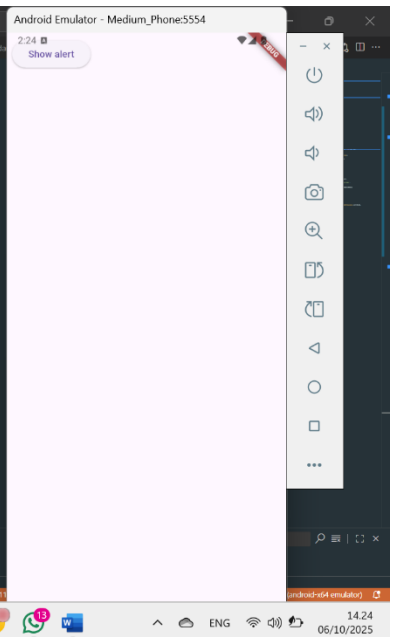 Android Emulator - Medium_Phone:5554
2:24
DEBUG
Show alert
(android-x64 emulator)
13
W
ENG
14.24
06/10/2025